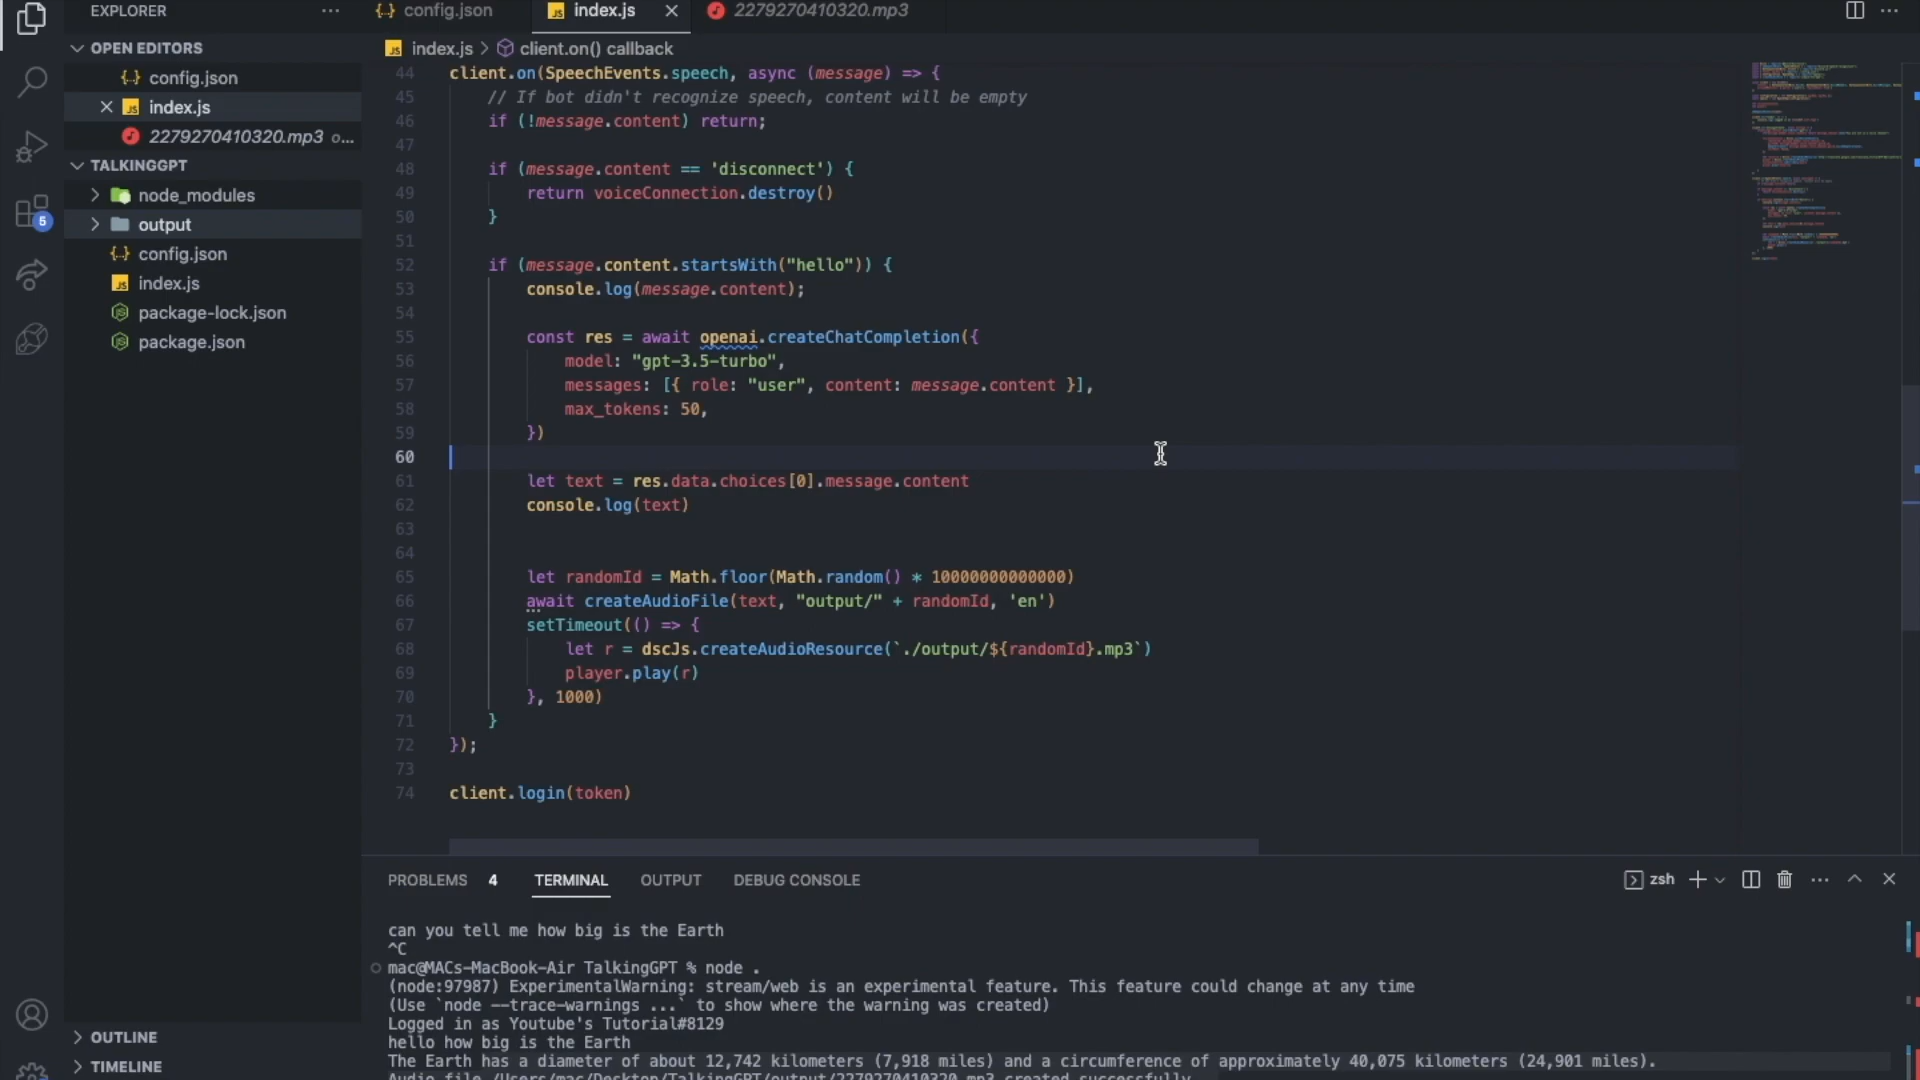 EXPLORER
OPEN EDITORS
config.json
index.js
2279270410320.mp3 o...
TALKINGGPT
node_modules
output
config.json
index.js
package-lock.json
package.json
5
OUTLINE
TIMELINE
config.json
index.js
2279270410320.mp3
index.js > client.on() callback
44 client.on(SpeechEvents.speech, async (message) => {
45 // If bot didn't recognize speech, content will be empty
46 if (!message.content) return;
47
48 if (message.content == 'disconnect') {
49 return voiceConnection.destroy()
50 }
51
52 if (message.content.startsWith("hello")) {
53 console.log(message.content);
54
55 const res = await openai.createChatCompletion({
56 model: "gpt-3.5-turbo",
57 messages: [{ role: "user", content: message.content }],
58 max_tokens: 50,
59 })
60
61 let text = res.data.choices[0].message.content
62 console.log(text)
63
64
65 let randomId = Math.floor(Math.random() * 10000000000000)
66 await createAudioFile(text, "output/" + randomId, 'en')
67 setTimeout(() => {
68 let r = dscJs.createAudioResource(`./output/${randomId}.mp3`)
69 player.play(r)
70 }, 1000)
71 }
72 });
73
74 client.login(token)
PROBLEMS 4 TERMINAL OUTPUT DEBUG CONSOLE
zsh
can you tell me how big is the Earth
^C
mac@MACs-MacBook-Air TalkingGPT % node .
(node:97987) ExperimentalWarning: stream/web is an experimental feature. This feature could change at any time
(Use `node --trace-warnings ...` to show where the warning was created)
Logged in as Youtube's Tutorial#8129
hello how big is the Earth
The Earth has a diameter of about 12,742 kilometers (7,918 miles) and a circumference of approximately 40,075 kilometers (24,901 miles).
Audio file /Users/mac/Desktop/TalkingGPT/output/2279270410320.mp3 created successfully